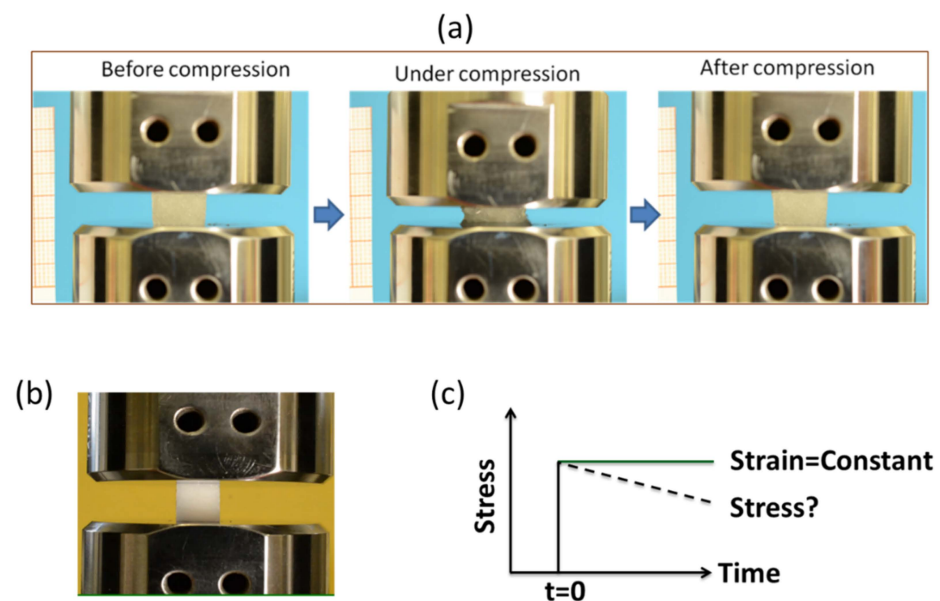 (a)
Before compression
Under compression
After compression
(b)
(c)
Stress
Strain=Constant
Stress?
Time
t=0